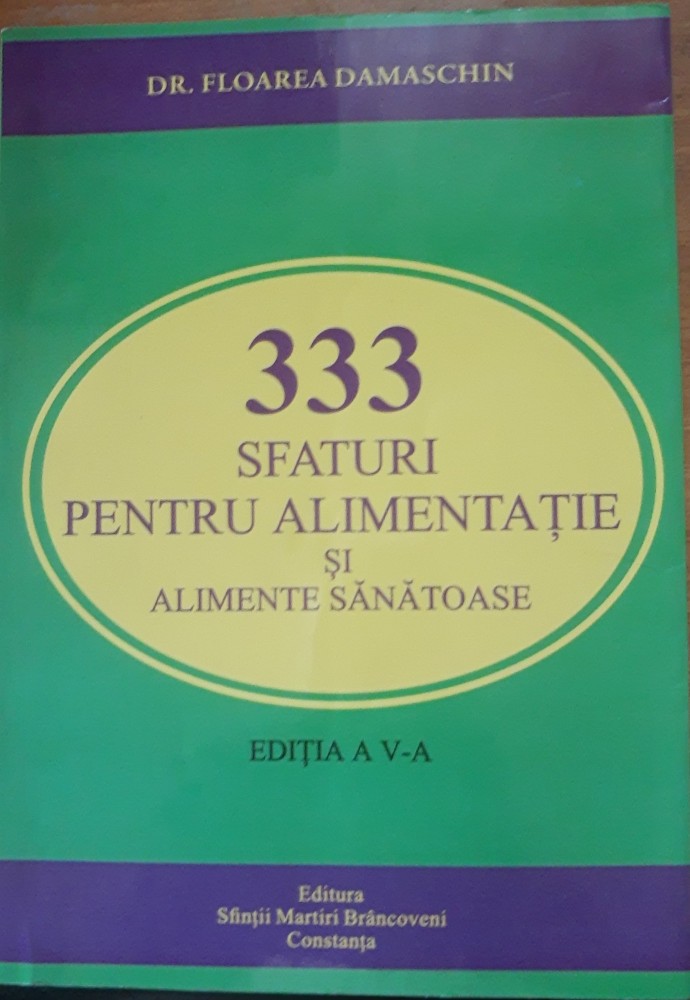 DR. FLOAREA DAMASCHIN
333
SFATURI
PENTRU ALIMENTAȚIE
ȘI
ALIMENTE SĂNĂTOASE
EDIȚIA A V-A
Editura
Sfinții Martiri Brâncoveni
Constanța